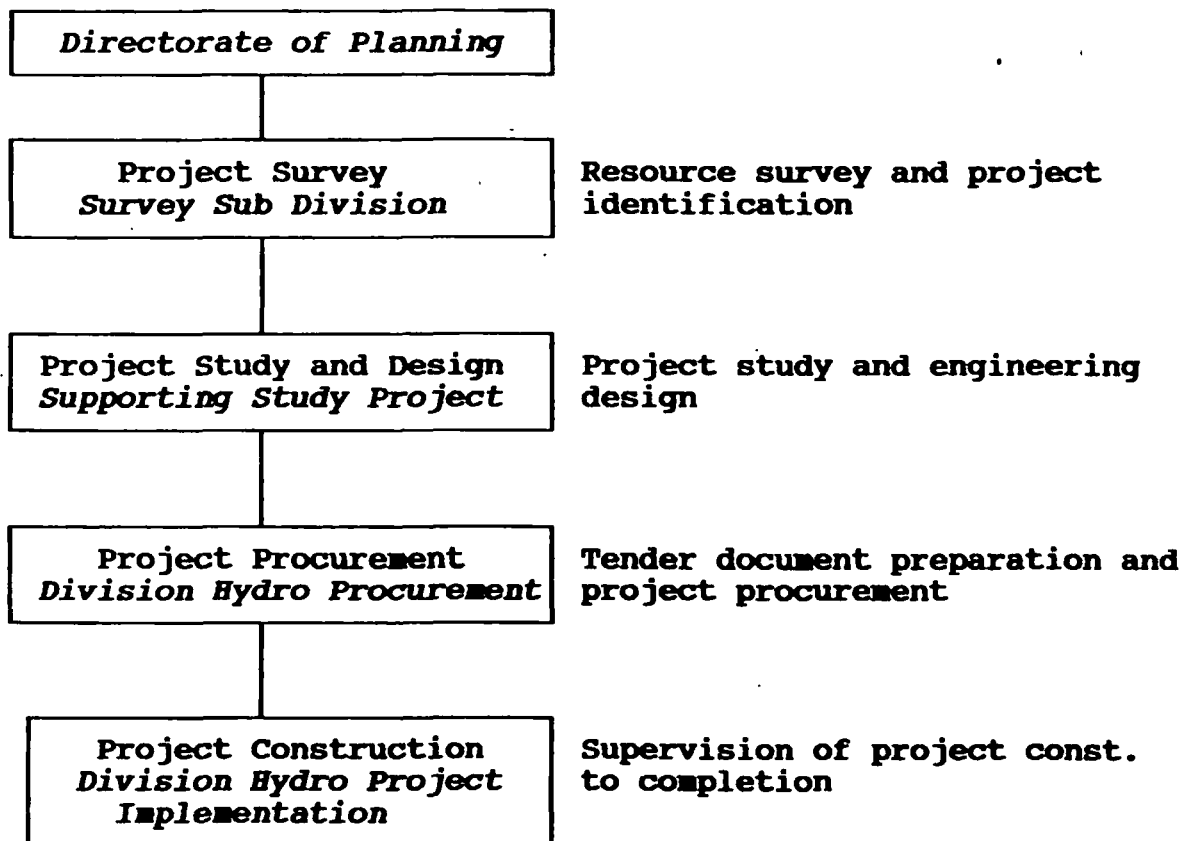 Directorate of Planning
Project Survey
Survey Sub Division
Resource survey and project
identification
Project Study and Design
Supporting Study Project
Project study and engineering
design
Project Procurement
Division Hydro Procurement
Tender document preparation and
project procurement
Project Construction
Division Hydro Project
Implementation
Supervision of project const.
to completion